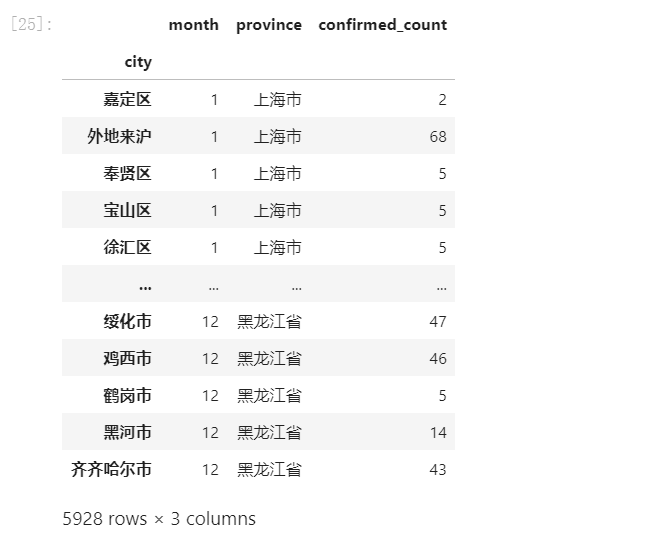 [25]:
month province confirmed_count
city
嘉定区 1 上海市 2
外地来沪 1 上海市 68
奉贤区 1 上海市 5
宝山区 1 上海市 5
徐汇区 1 上海市 5
... ... ... ...
绥化市 12 黑龙江省 47
鸡西市 12 黑龙江省 46
鹤岗市 12 黑龙江省 5
黑河市 12 黑龙江省 14
齐齐哈尔市 12 黑龙江省 43
5928 rows × 3 columns